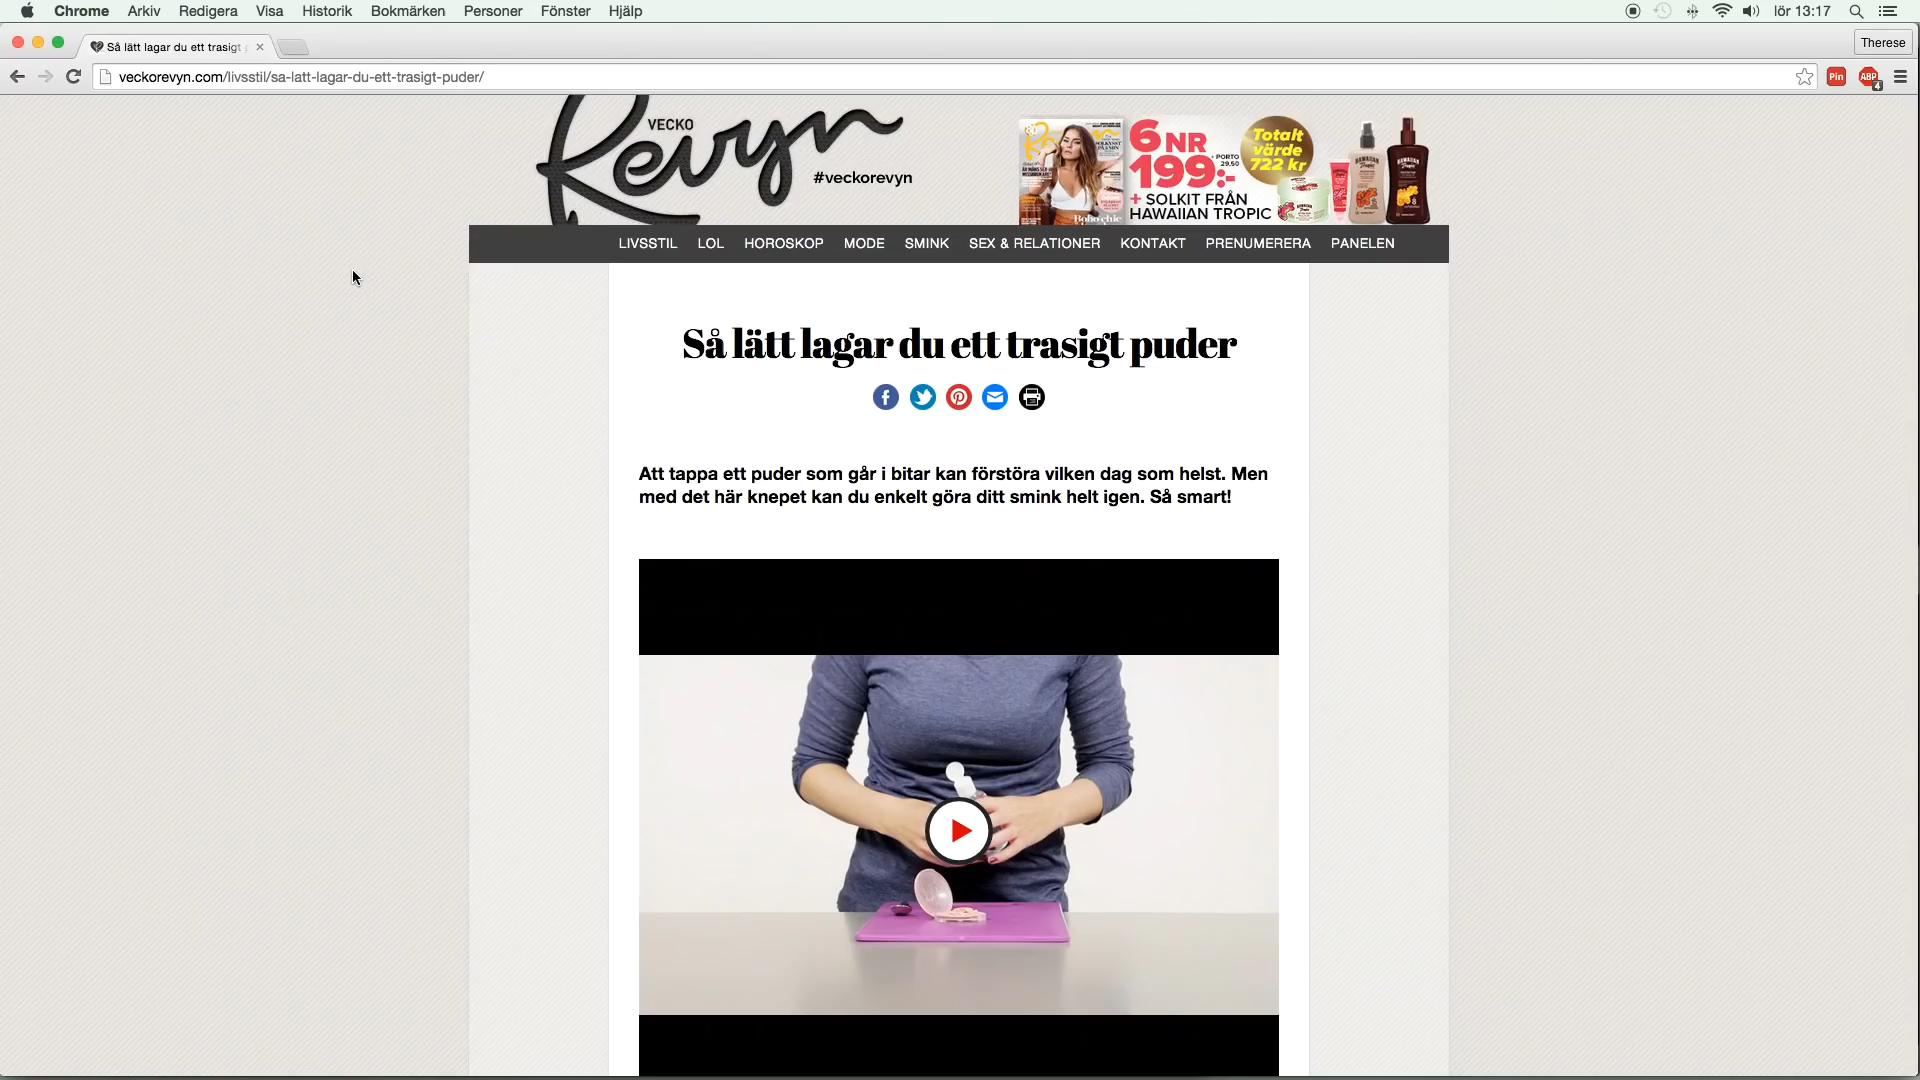 Chrome Arkiv Redigera Visa Historik Bokmärken Personer Fönster Hjälp lör 13:17
Så lätt lagar du ett trasigt
Therese
veckorevyn.com/livsstil/sa-latt-lagar-du-ett-trasigt-puder/
Pin
ABP
4
VECKO
Revyn
#veckorevyn
6 NR
199:-
+ PORTO
29,50
+ SOLKIT FRÅN
HAWAIIAN TROPIC
Totalt
värde
722 kr
LIVSSTIL LOL HOROSKOP MODE SMINK SEX & RELATIONER KONTAKT PRENUMERERA PANELEN
Så lätt lagar du ett trasigt puder
Att tappa ett puder som går i bitar kan förstöra vilken dag som helst. Men
med det här knepet kan du enkelt göra ditt smink helt igen. Så smart!